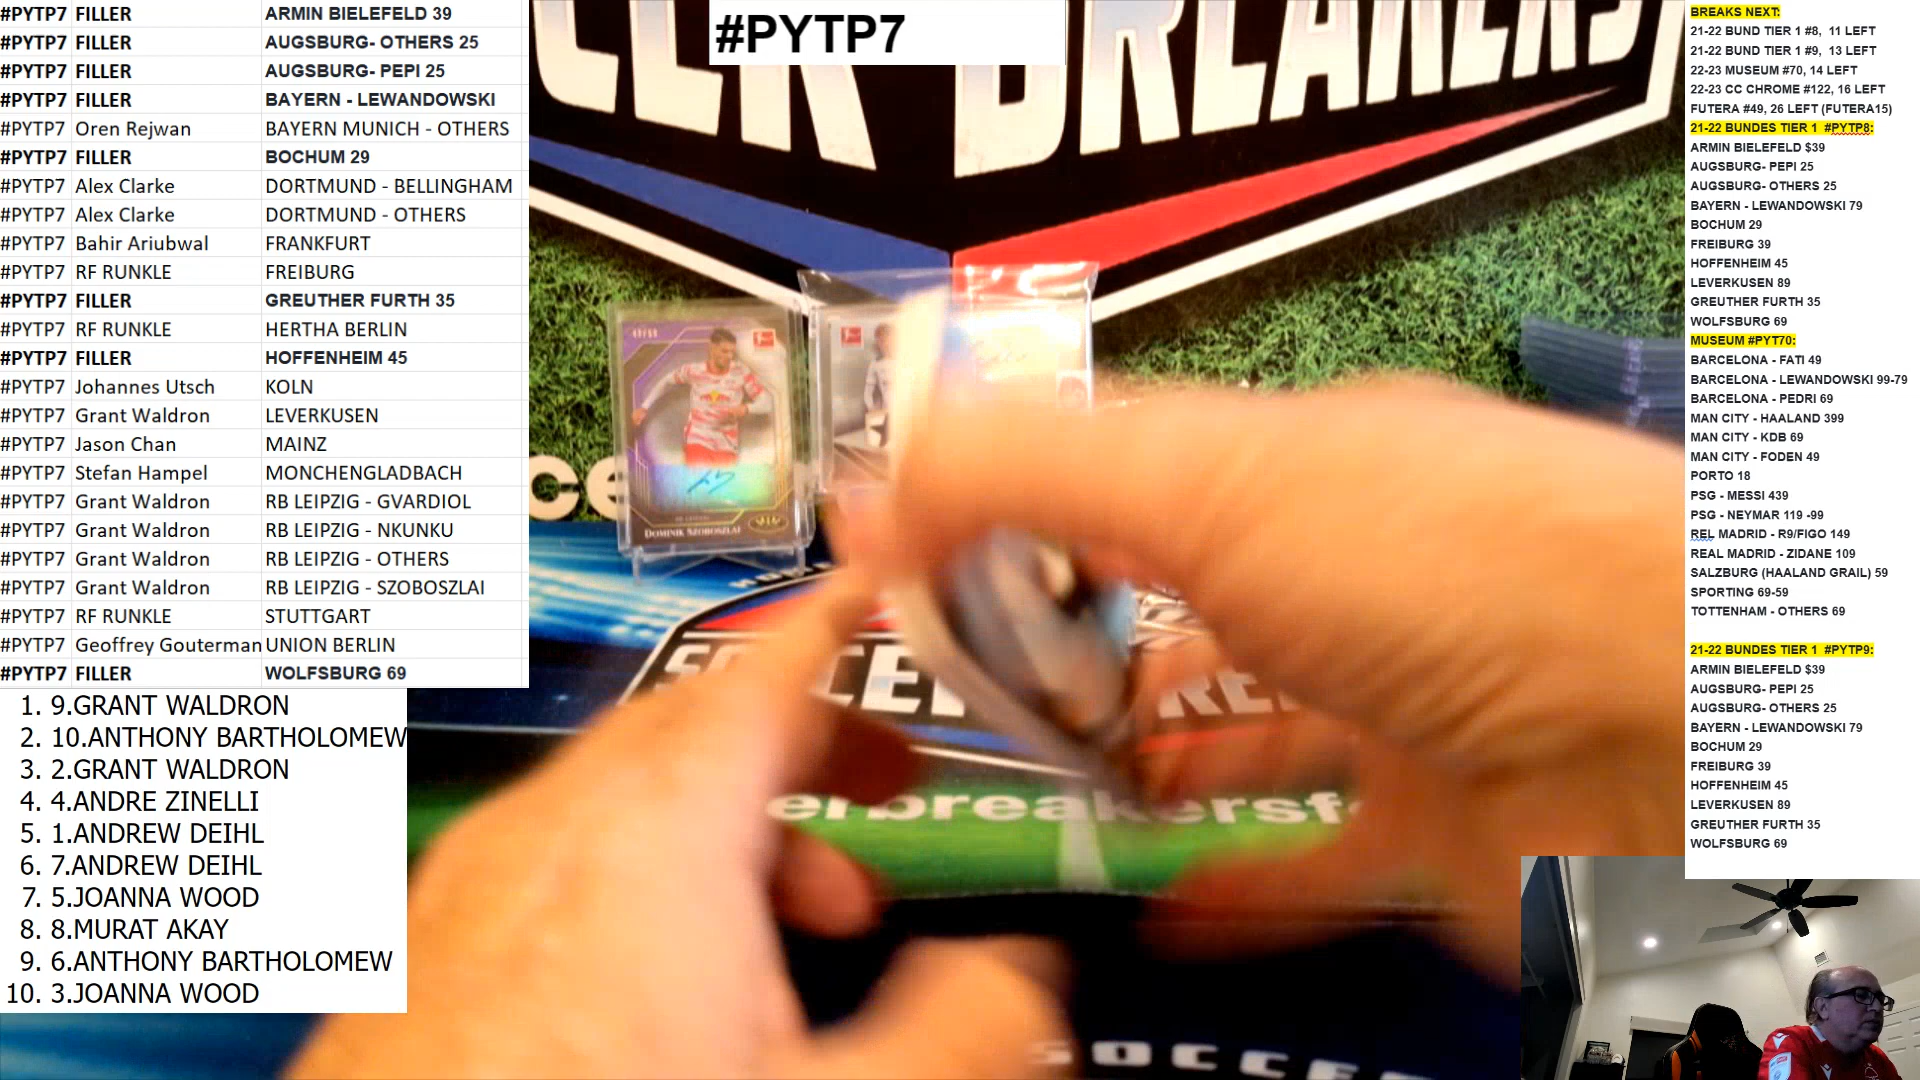 #PYTP7 FILLER ARMIN BIELEFELD 39
#PYTP7 FILLER AUGSBURG- OTHERS 25
#PYTP7 FILLER AUGSBURG- PEPI 25
#PYTP7 FILLER BAYERN - LEWANDOWSKI
#PYTP7 Oren Rejwan BAYERN MUNICH - OTHERS
#PYTP7 FILLER BOCHUM 29
#PYTP7 Alex Clarke DORTMUND - BELLINGHAM
#PYTP7 Alex Clarke DORTMUND - OTHERS
#PYTP7 Bahir Ariubwal FRANKFURT
#PYTP7 RF RUNKLE FREIBURG
#PYTP7 FILLER GREUTHER FURTH 35
#PYTP7 RF RUNKLE HERTHA BERLIN
#PYTP7 FILLER HOFFENHEIM 45
#PYTP7 Johannes Utsch KOLN
#PYTP7 Grant Waldron LEVERKUSEN
#PYTP7 Jason Chan MAINZ
#PYTP7 Stefan Hampel MONCHENGLADBACH
#PYTP7 Grant Waldron RB LEIPZIG - GVARDIOL
#PYTP7 Grant Waldron RB LEIPZIG - NKUNKU
#PYTP7 Grant Waldron RB LEIPZIG - OTHERS
#PYTP7 Grant Waldron RB LEIPZIG - SZOBOSZLAI
#PYTP7 RF RUNKLE STUTTGART
#PYTP7 Geoffrey Gouterman UNION BERLIN
#PYTP7 FILLER WOLFSBURG 69
1. 9.GRANT WALDRON
2. 10.ANTHONY BARTHOLOMEW
3. 2.GRANT WALDRON
4. 4.ANDRE ZINELLI
5. 1.ANDREW DEIHL
6. 7.ANDREW DEIHL
7. 5.JOANNA WOOD
8. 8.MURAT AKAY
9. 6.ANTHONY BARTHOLOMEW
10. 3.JOANNA WOOD
#PYTP7
CER BREAKERS
DOMINIK SZOBOSZLAI
erbreakersf
SOCCE
BREAKS NEXT:
21-22 BUND TIER 1 #8, 11 LEFT
21-22 BUND TIER 1 #9, 13 LEFT
22-23 MUSEUM #70, 14 LEFT
22-23 CC CHROME #122, 16 LEFT
FUTERA #49, 26 LEFT (FUTERA15)
21-22 BUNDES TIER 1 #PYTP8:
ARMIN BIELEFELD $39
AUGSBURG- PEPI 25
AUGSBURG- OTHERS 25
BAYERN - LEWANDOWSKI 79
BOCHUM 29
FREIBURG 39
HOFFENHEIM 45
LEVERKUSEN 89
GREUTHER FURTH 35
WOLFSBURG 69
MUSEUM #PYT70:
BARCELONA - FATI 49
BARCELONA - LEWANDOWSKI 99-79
BARCELONA - PEDRI 69
MAN CITY - HAALAND 399
MAN CITY - KDB 69
MAN CITY - FODEN 49
PORTO 18
PSG - MESSI 439
PSG - NEYMAR 119 -99
REL MADRID - R9/FIGO 149
REAL MADRID - ZIDANE 109
SALZBURG (HAALAND GRAIL) 59
SPORTING 69-59
TOTTENHAM - OTHERS 69
21-22 BUNDES TIER 1 #PYTP9:
ARMIN BIELEFELD $39
AUGSBURG- PEPI 25
AUGSBURG- OTHERS 25
BAYERN - LEWANDOWSKI 79
BOCHUM 29
FREIBURG 39
HOFFENHEIM 45
LEVERKUSEN 89
GREUTHER FURTH 35
WOLFSBURG 69